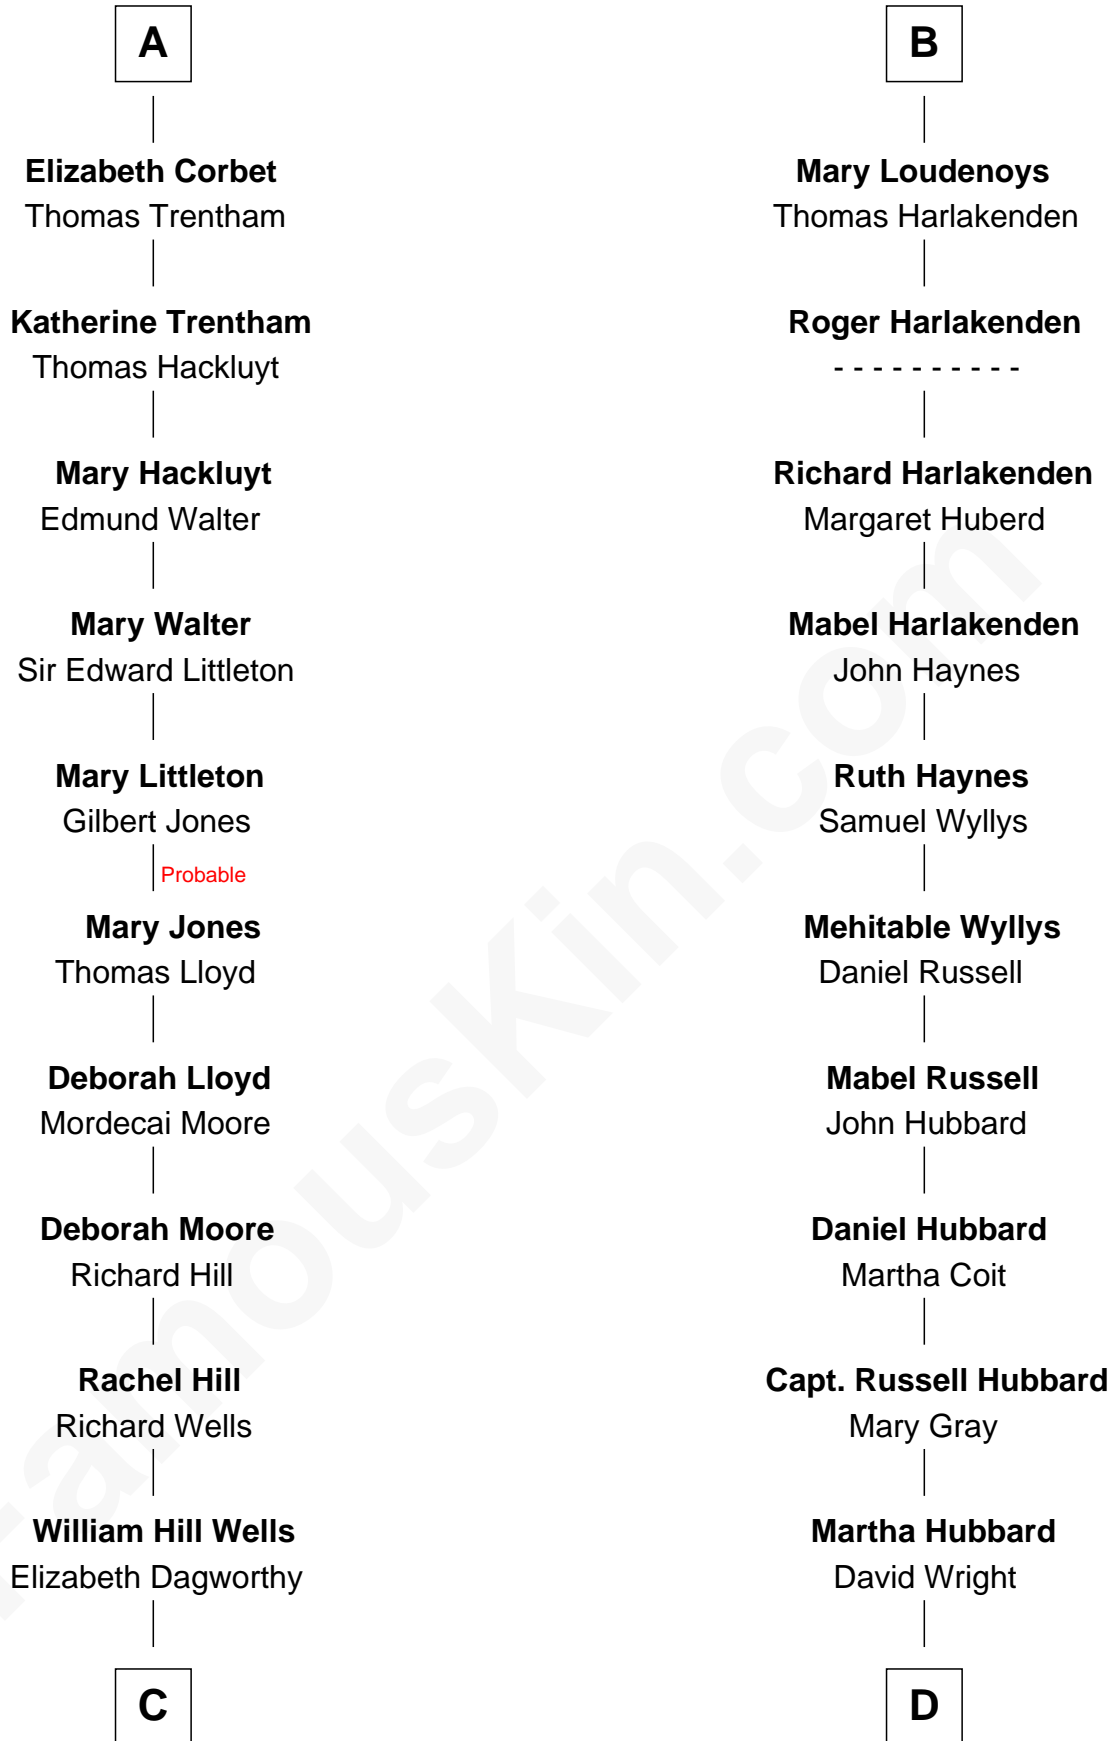 A
Elizabeth Corbet
Thomas Trentham
Katherine Trentham
Thomas Hackluyt
Mary Hackluyt
Edmund Walter
Mary Walter
Sir Edward Littleton
Mary Littleton
Gilbert Jones
Probable
Mary Jones
Thomas Lloyd
Deborah Lloyd
Mordecai Moore
Deborah Moore
Richard Hill
Rachel Hill
Richard Wells
William Hill Wells
Elizabeth Dagworthy
C
B
Mary Loudenoys
Thomas Harlakenden
Roger Harlakenden
- - - - - - - - - -
Richard Harlakenden
Margaret Huberd
Mabel Harlakenden
John Haynes
Ruth Haynes
Samuel Wyllys
Mehitable Wyllys
Daniel Russell
Mabel Russell
John Hubbard
Daniel Hubbard
Martha Coit
Capt. Russell Hubbard
Mary Gray
Martha Hubbard
David Wright
D
FamousKin.com